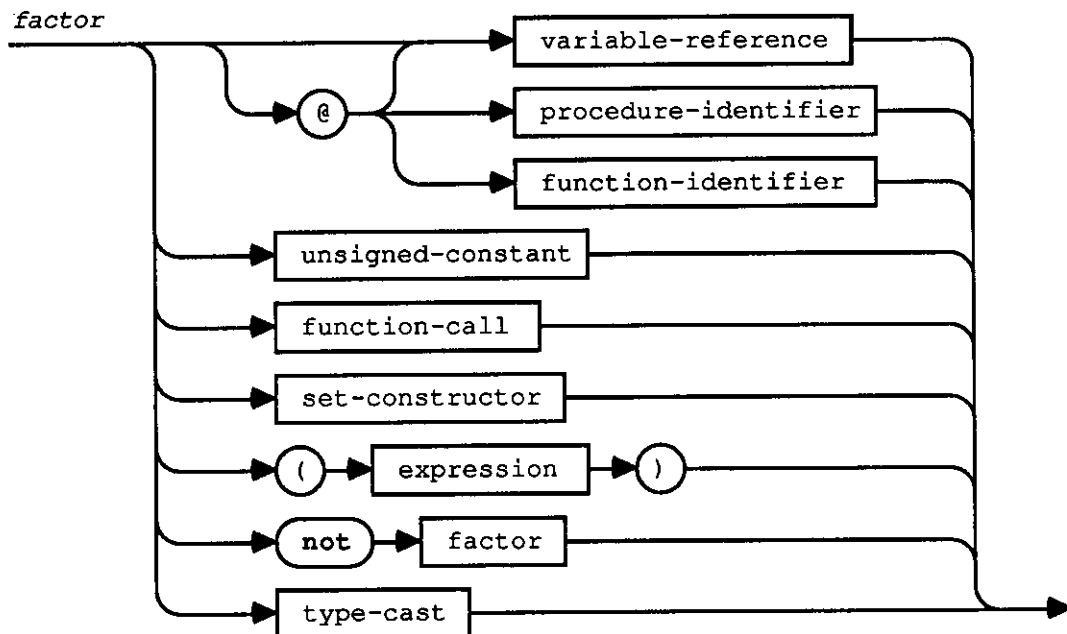 factor
variable-reference
@ procedure-identifier
function-identifier
unsigned-constant
function-call
set-constructor
( expression )
not factor
type-cast